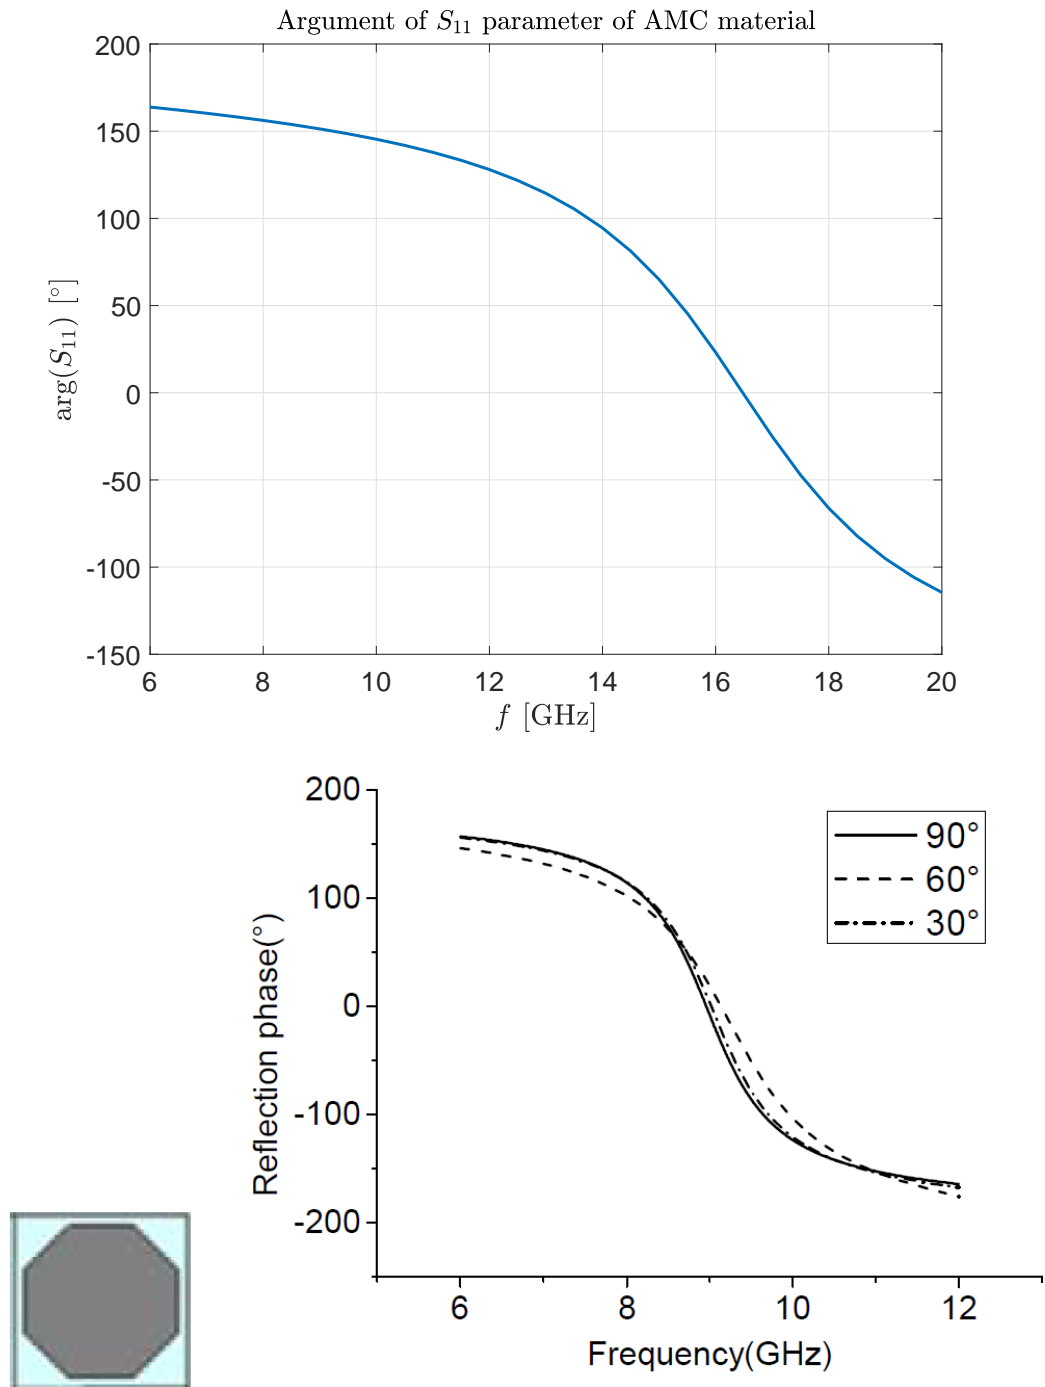 Argument of S₁₁ parameter of AMC material
200
150
100
50
0
-50
-100
-150
arg(S₁₁) [°]
6 8 10 12 14 16 18 20
f [GHz]
200
100
0
-100
-200
Reflection phase(°)
90°
60°
30°
6 8 10 12
Frequency(GHz)